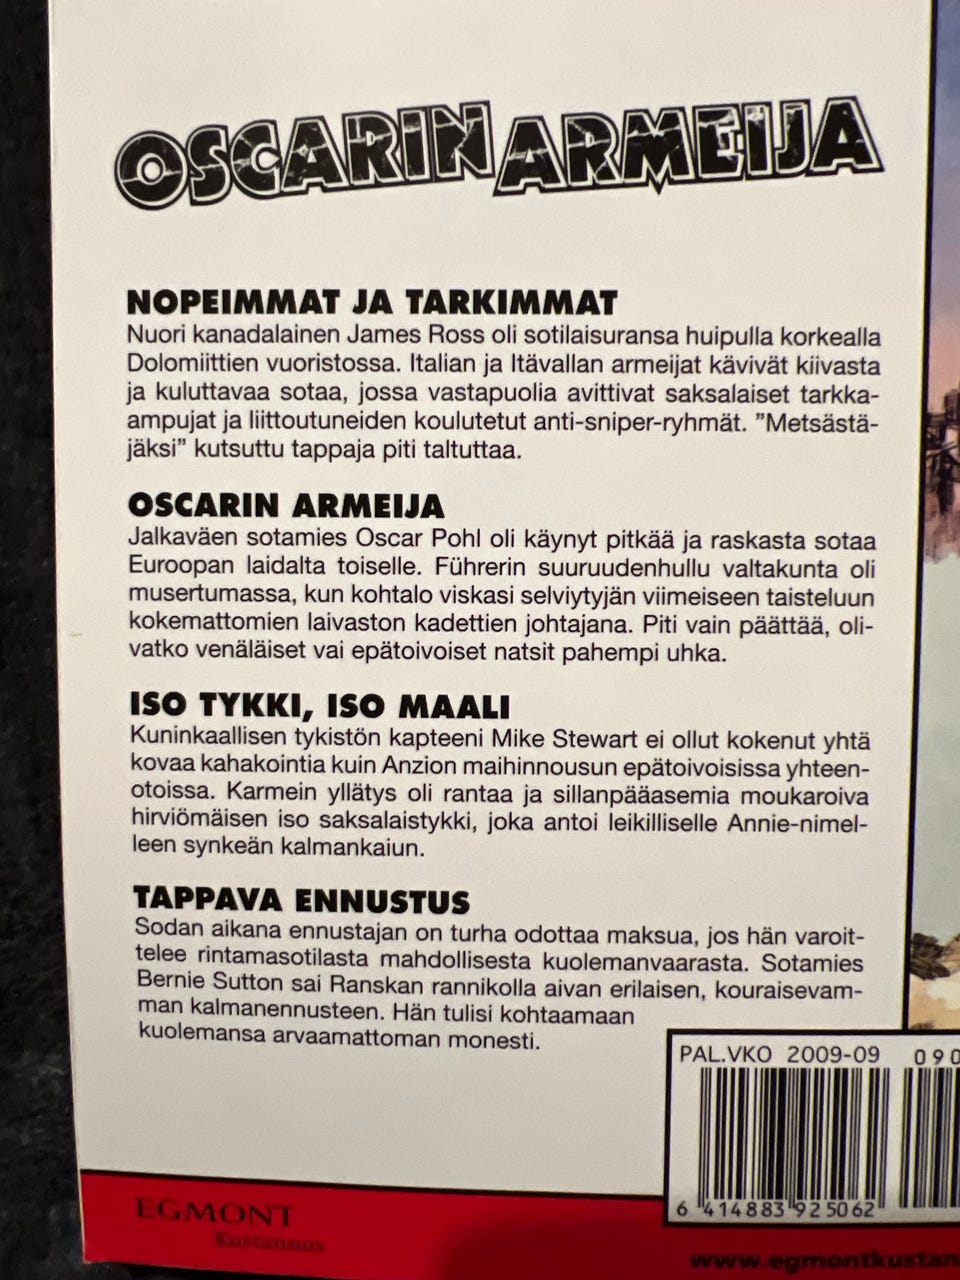 OSCARIN ARMEIJA
NOPEIMMAT JA TARKIMMAT
Nuori kanadalainen James Ross oli sotilasuransa huipulla korkealla
Dolomiittien vuoristossa. Italian ja Itävallan armeijat kävivät kiivasta
ja kuluttavaa sotaa, jossa vastapuolia avittivat saksalaiset tarkka-
ampujat ja liittoutuneiden koulutetut anti-sniper-ryhmät. ”Metsästä-
jäksi” kutsuttu tappaja piti taltuttaa.
OSCARIN ARMEIJA
Jalkaväen sotamies Oscar Pohl oli käynyt pitkää ja raskasta sotaa
Euroopan laidalta toiselle. Führerin suuruudenhullu valtakunta oli
musertumassa, kun kohtalo viskasi selviytyjän viimeiseen taisteluun
kokemattomien laivaston kadettien johtajana. Piti vain päättää, oli-
vatko venäläiset vai epätoivoiset natsit pahempi uhka.
ISO TYKKI, ISO MAALI
Kuninkaallisen tykistön kapteeni Mike Stewart ei ollut kokenut yhtä
kovaa kahakointia kuin Anzion maihinnousun epätoivoisissa yhteen-
otoissa. Karmein yllätys oli rantaa ja sillanpääasemia moukaroiva
hirviömäisen iso saksalaistykki, joka antoi leikilliselle Annie-nimel-
leen synkeän kalmankaiun.
TAPPAVA ENNUSTUS
Sodan aikana ennustajan on turha odottaa maksua, jos hän varoit-
telee rintamasotilasta mahdollisesta kuolemanvaarasta. Sotamies
Bernie Sutton sai Ranskan rannikolla aivan erilaisen, kouraisevam-
man kalmanennusteen. Hän tulisi kohtaamaan
kuolemansa arvaamattoman monesti.
PAL.VKO 2009-09 090
6 414883 925062
EGMONT
Kustannus
www.egmontkustan